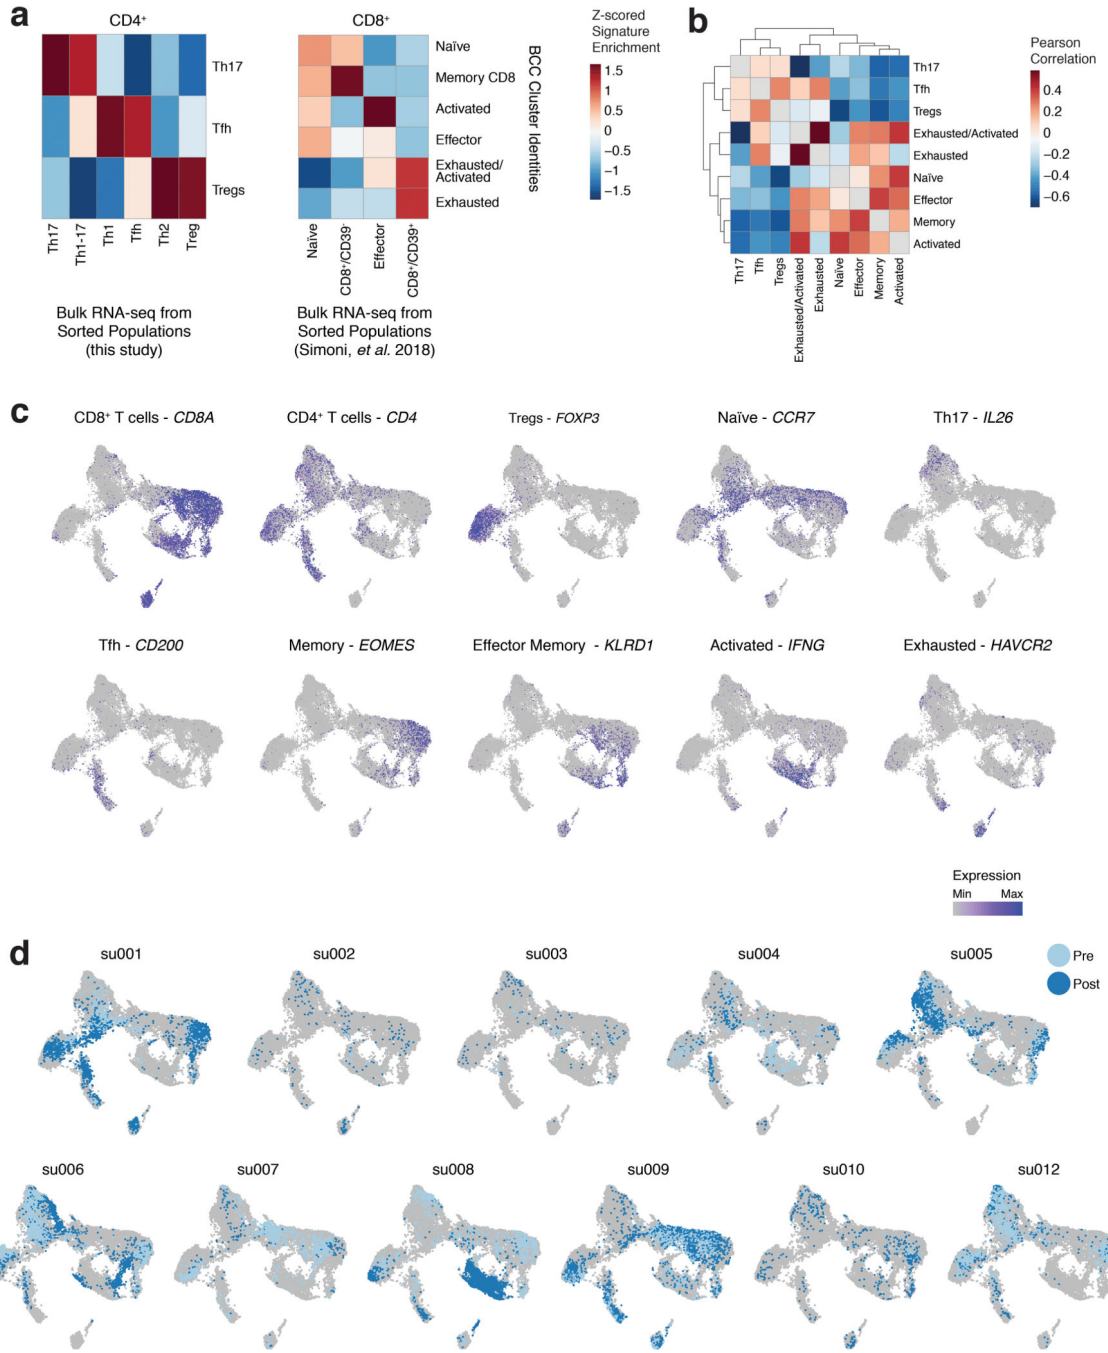 a
CD4⁺
Th17
Tfh
Tregs
Th17
Th1-17
Th1
Tfh
Th2
Treg
Bulk RNA-seq from
Sorted Populations
(this study)
CD8⁺
Naïve
Memory CD8
Activated
Effector
Exhausted/
Activated
Exhausted
BCC Cluster Identities
Naïve
CD8⁺/CD39⁻
Effector
CD8⁺/CD39⁺
Bulk RNA-seq from
Sorted Populations
(Simoni, et al. 2018)
Z-scored
Signature
Enrichment
1.5
1
0.5
0
−0.5
−1
−1.5
b
Th17
Tfh
Tregs
Exhausted/Activated
Exhausted
Naïve
Effector
Memory
Activated
Th17
Tfh
Tregs
Exhausted/Activated
Exhausted
Naïve
Effector
Memory
Activated
Pearson
Correlation
0.4
0.2
0
−0.2
−0.4
−0.6
c
CD8⁺ T cells - CD8A
CD4⁺ T cells - CD4
Tregs - FOXP3
Naïve - CCR7
Th17 - IL26
Tfh - CD200
Memory - EOMES
Effector Memory - KLRD1
Activated - IFNG
Exhausted - HAVCR2
Expression
Min Max
d
su001
su002
su003
su004
su005
Pre
Post
su006
su007
su008
su009
su010
su012